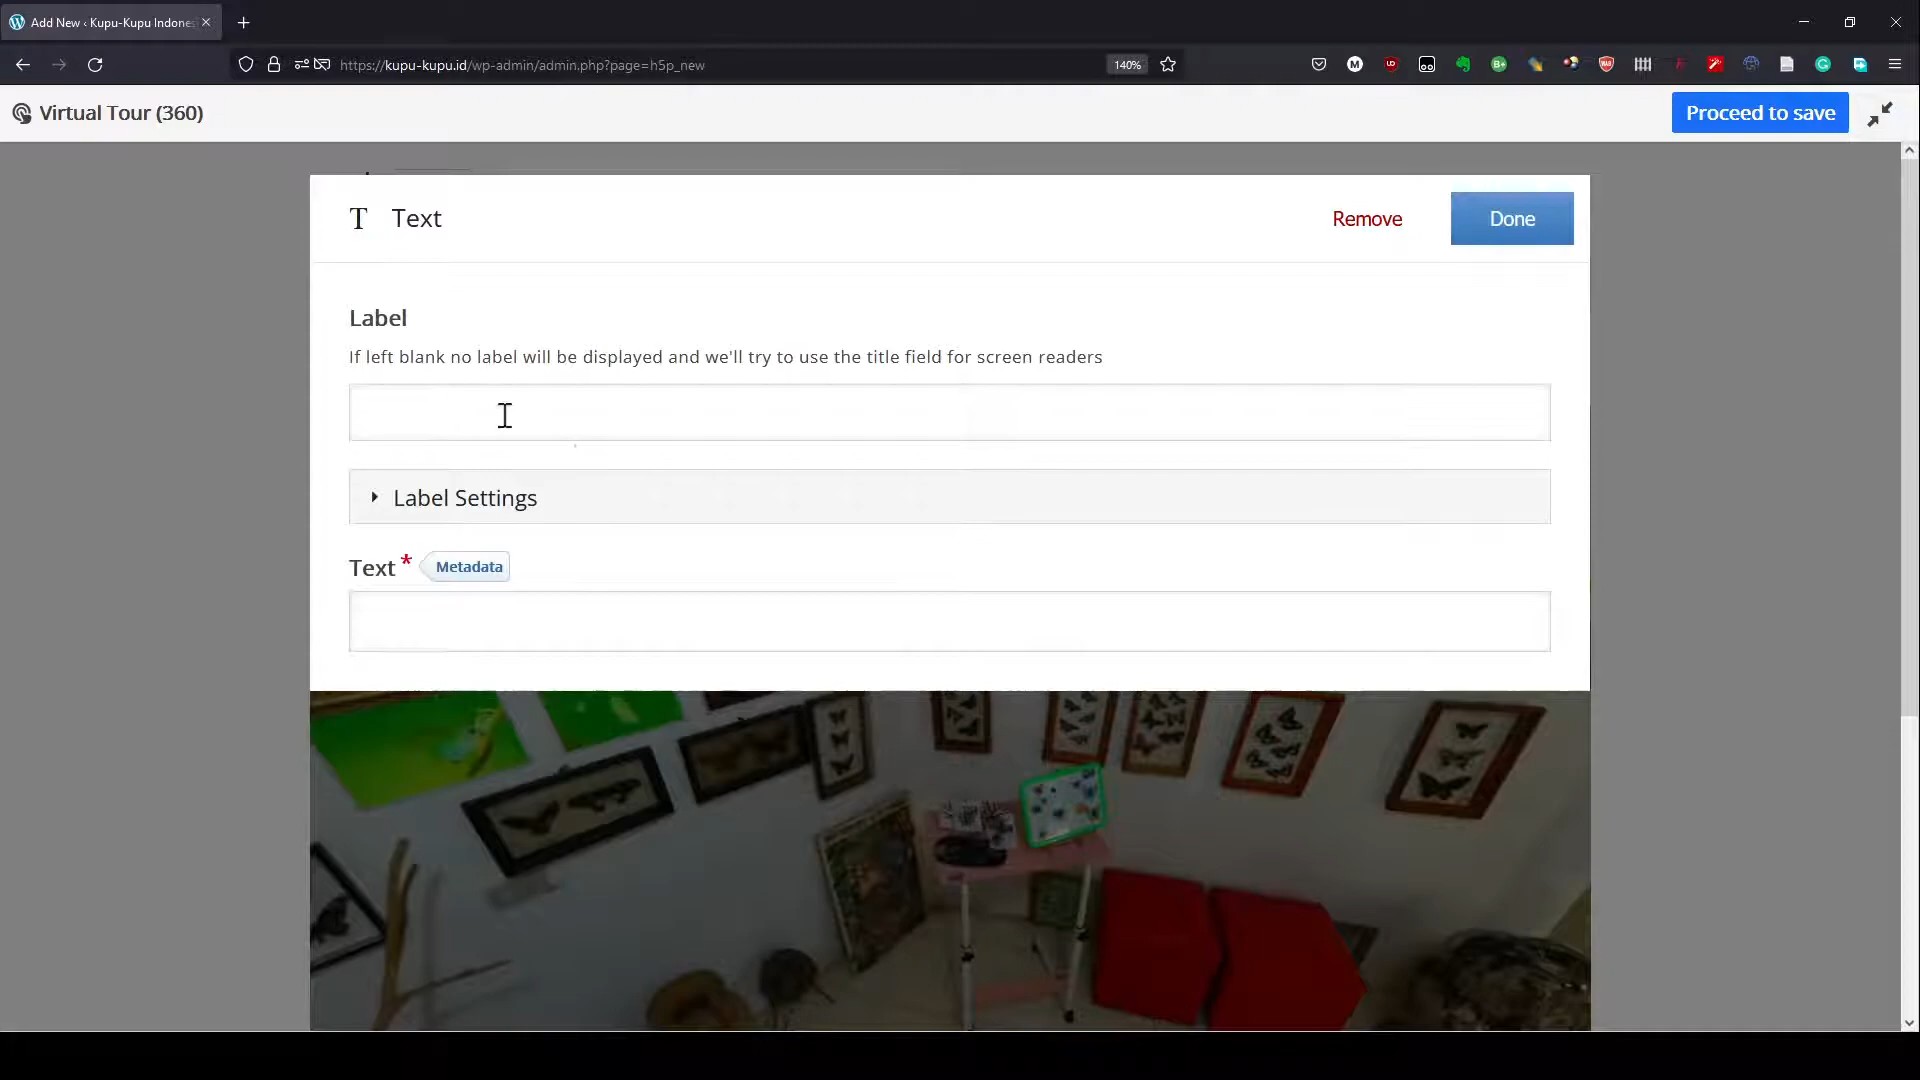 Add New ‹ Kupu-Kupu Indones
https://kupu-kupu.id/wp-admin/admin.php?page=h5p_new
140%
Virtual Tour (360)
Proceed to save
T Text
Remove
Done
Label
If left blank no label will be displayed and we'll try to use the title field for screen readers
Label Settings
Text *
Metadata